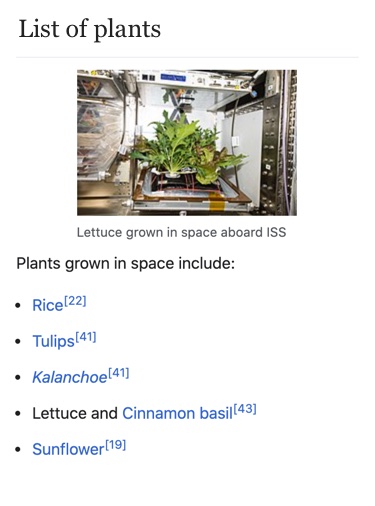 List of plants
Lettuce grown in space aboard ISS
Plants grown in space include:
• Rice[22]
• Tulips[41]
• Kalanchoe[41]
• Lettuce and Cinnamon basil[43]
• Sunflower[19]